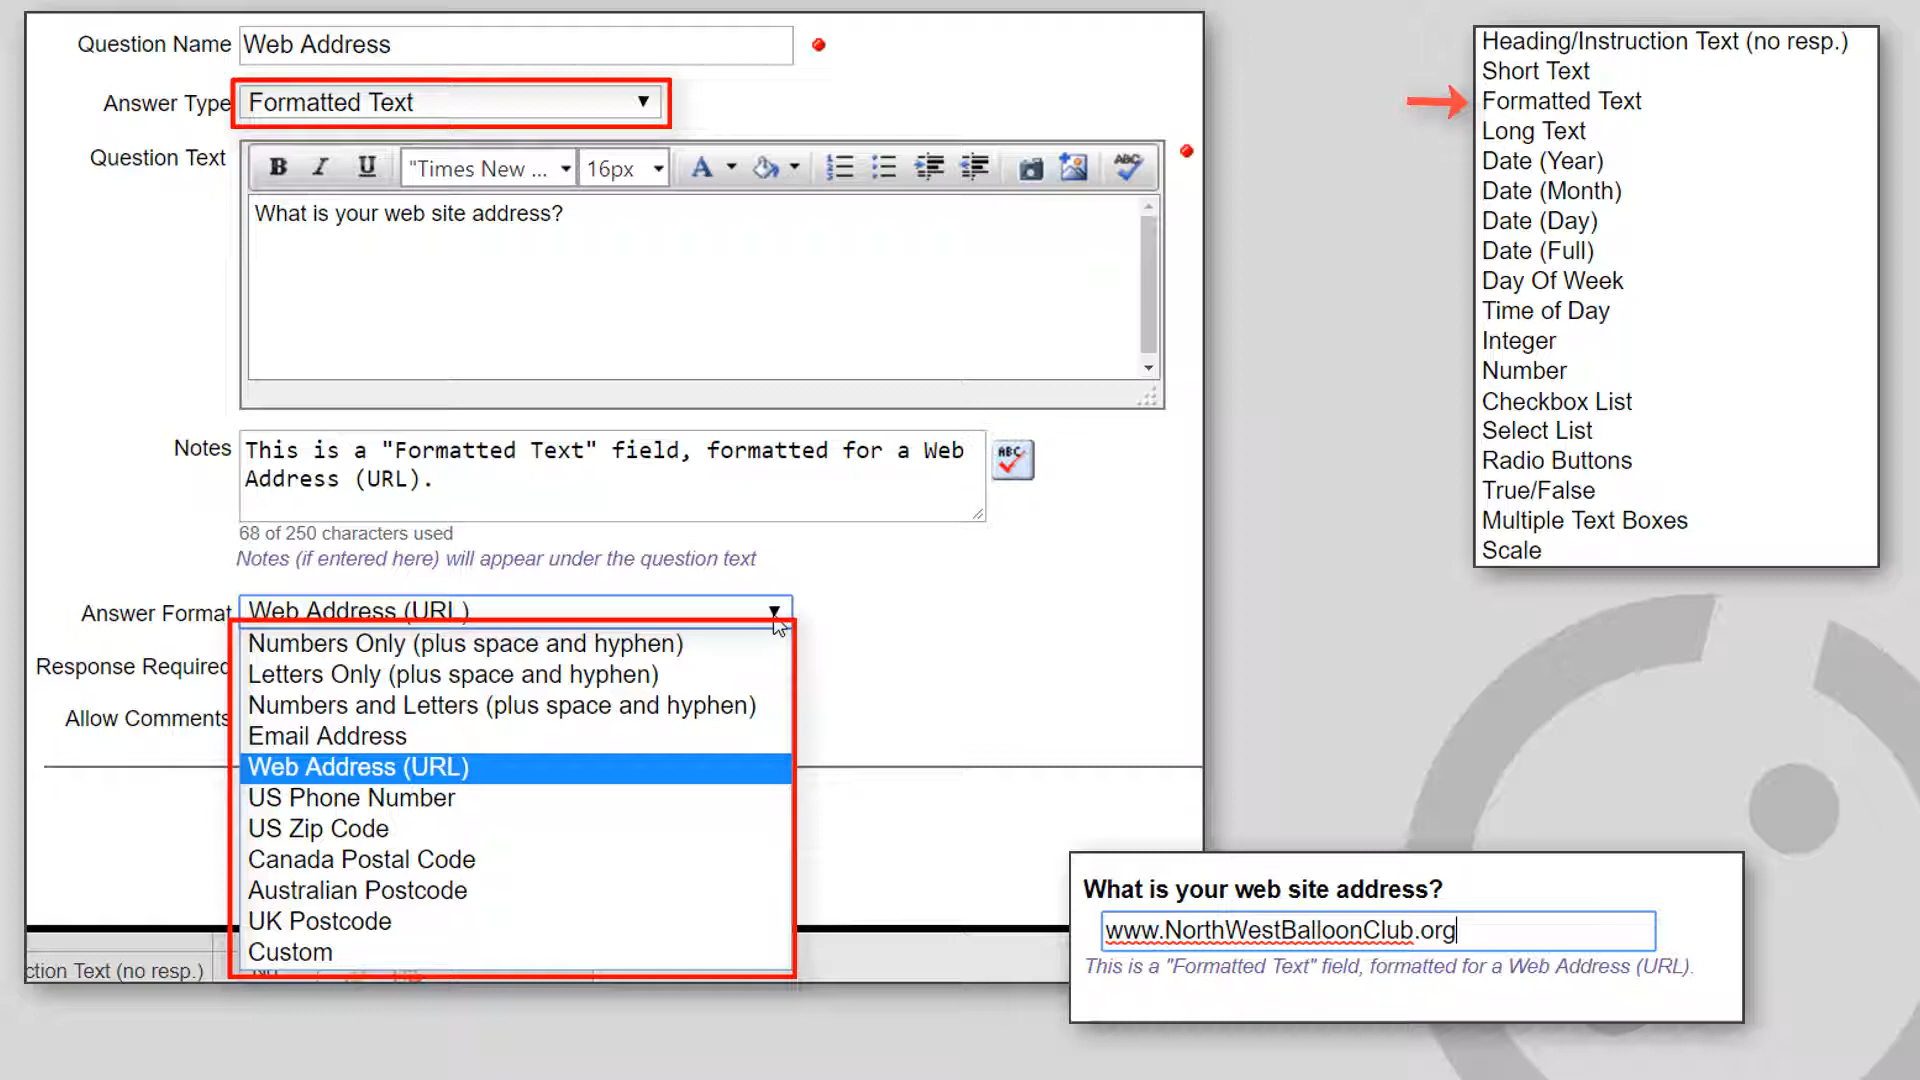 Question Name Web Address
Answer Type Formatted Text
Question Text
B I U "Times New ... 16px A ABC
What is your web site address?
Notes This is a "Formatted Text" field, formatted for a Web
Address (URL).
ABC
68 of 250 characters used
Notes (if entered here) will appear under the question text
Answer Format Web Address (URL)
Numbers Only (plus space and hyphen)
Response Required
Letters Only (plus space and hyphen)
Numbers and Letters (plus space and hyphen)
Allow Comments
Email Address
Web Address (URL)
US Phone Number
US Zip Code
Canada Postal Code
Australian Postcode
UK Postcode
Custom
ction Text (no resp.)
Heading/Instruction Text (no resp.)
Short Text
Formatted Text
Long Text
Date (Year)
Date (Month)
Date (Day)
Date (Full)
Day Of Week
Time of Day
Integer
Number
Checkbox List
Select List
Radio Buttons
True/False
Multiple Text Boxes
Scale
What is your web site address?
www.NorthWestBalloonClub.org
This is a "Formatted Text" field, formatted for a Web Address (URL).